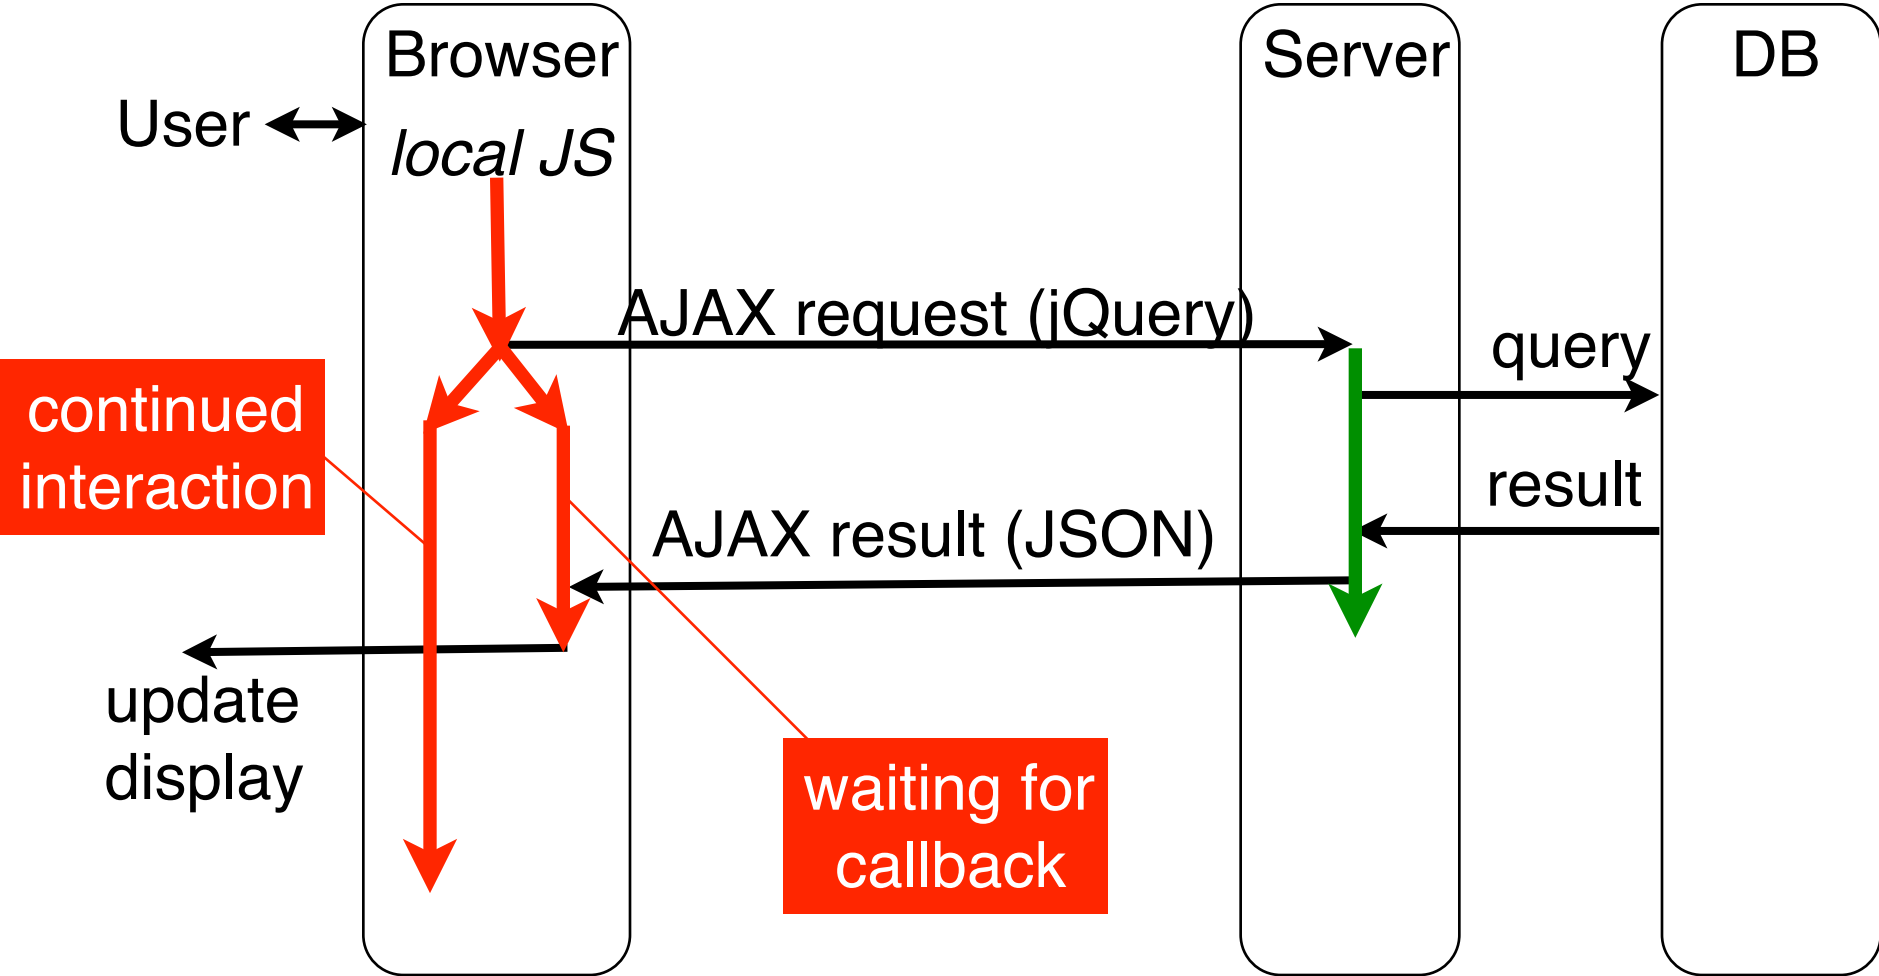 Browser
Server
DB
User
local JS
AJAX request (jQuery)
query
continued
interaction
result
AJAX result (JSON)
update
display
waiting for
callback